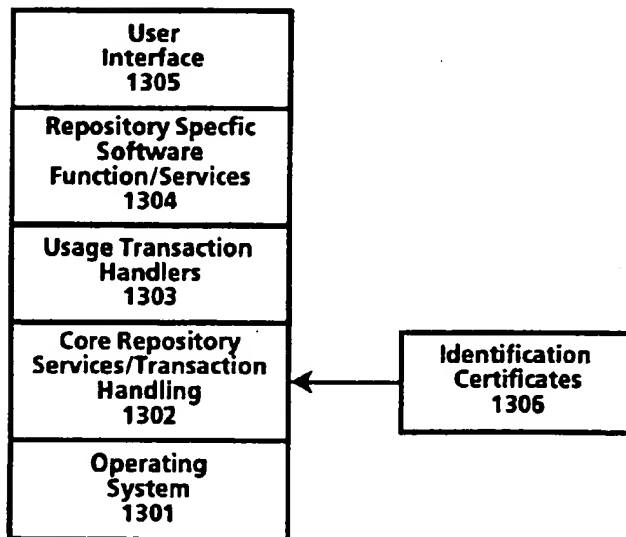 User
Interface
1305
Repository Specfic
Software
Function/Services
1304
Usage Transaction
Handlers
1303
Core Repository
Services/Transaction
Handling
1302
Identification
Certificates
1306
Operating
System
1301